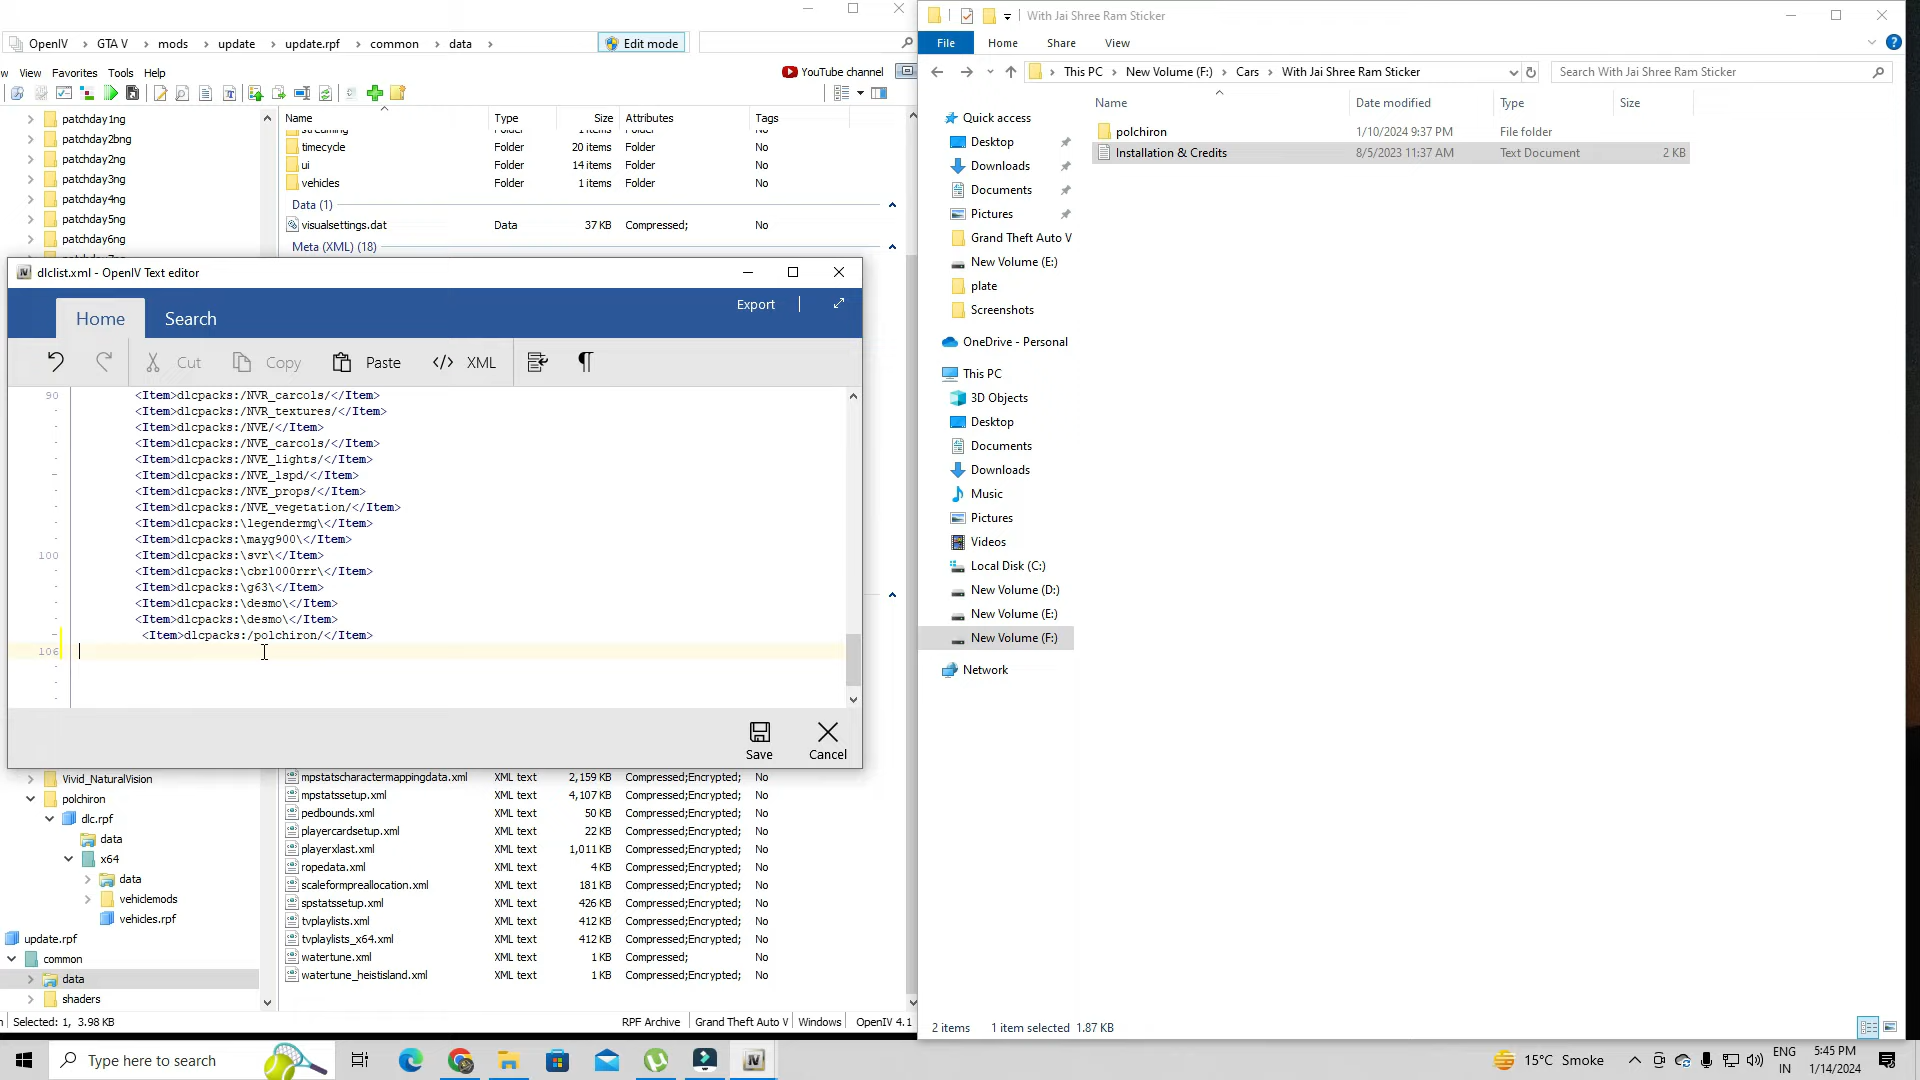 OpenIV › GTA V › mods › update › update.rpf › common › data ›
Edit mode
View Favorites Tools Help
YouTube channel
patchday1ng
patchday2bng
patchday2ng
patchday3ng
patchday4ng
patchday5ng
patchday6ng
Name Type Size Attributes Tags
streaming Folder 1 items Folder No
timecycle Folder 20 items Folder No
ui Folder 14 items Folder No
vehicles Folder 1 items Folder No
Data (1)
visualsettings.dat Data 37 KB Compressed; No
Meta (XML) (18)
dlclist.xml - OpenIV Text editor
Export
Home Search
Cut Copy Paste XML
90 <Item>dlcpacks:/NVR_carcols/</Item>
<Item>dlcpacks:/NVR_textures/</Item>
<Item>dlcpacks:/NVE/</Item>
<Item>dlcpacks:/NVE_carcols/</Item>
<Item>dlcpacks:/NVE_lights/</Item>
<Item>dlcpacks:/NVE_lspd/</Item>
<Item>dlcpacks:/NVE_props/</Item>
<Item>dlcpacks:/NVE_vegetation/</Item>
<Item>dlcpacks:\legendermg\</Item>
<Item>dlcpacks:\mayg900\</Item>
100 <Item>dlcpacks:\svr\</Item>
<Item>dlcpacks:\cbr1000rrr\</Item>
<Item>dlcpacks:\g63\</Item>
<Item>dlcpacks:\desmo\</Item>
<Item>dlcpacks:\desmo\</Item>
<Item>dlcpacks:/polchiron/</Item>
106
Save Cancel
Vivid_NaturalVision
polchiron
dlc.rpf
data
x64
data
vehiclemods
vehicles.rpf
update.rpf
common
data
shaders
mpstatscharactermappingdata.xml XML text 2,159 KB Compressed;Encrypted; No
mpstatssetup.xml XML text 4,107 KB Compressed;Encrypted; No
pedbounds.xml XML text 50 KB Compressed;Encrypted; No
playercardsetup.xml XML text 22 KB Compressed;Encrypted; No
playerxlast.xml XML text 1,011 KB Compressed;Encrypted; No
ropedata.xml XML text 4 KB Compressed;Encrypted; No
scaleformpreallocation.xml XML text 181 KB Compressed;Encrypted; No
spstatssetup.xml XML text 426 KB Compressed;Encrypted; No
tvplaylists.xml XML text 412 KB Compressed;Encrypted; No
tvplaylists_x64.xml XML text 412 KB Compressed;Encrypted; No
watertune.xml XML text 1 KB Compressed; No
watertune_heistisland.xml XML text 1 KB Compressed;Encrypted; No
Selected: 1, 3.98 KB
RPF Archive Grand Theft Auto V Windows OpenIV 4.1
With Jai Shree Ram Sticker
File Home Share View
This PC › New Volume (F:) › Cars › With Jai Shree Ram Sticker
Search With Jai Shree Ram Sticker
Name Date modified Type Size
polchiron 1/10/2024 9:37 PM File folder
Installation & Credits 8/5/2023 11:37 AM Text Document 2 KB
Quick access
Desktop
Downloads
Documents
Pictures
Grand Theft Auto V
New Volume (E:)
plate
Screenshots
OneDrive - Personal
This PC
3D Objects
Desktop
Documents
Downloads
Music
Pictures
Videos
Local Disk (C:)
New Volume (D:)
New Volume (E:)
New Volume (F:)
Network
2 items 1 item selected 1.87 KB
Type here to search
15°C Smoke
ENG
IN
5:45 PM
1/14/2024